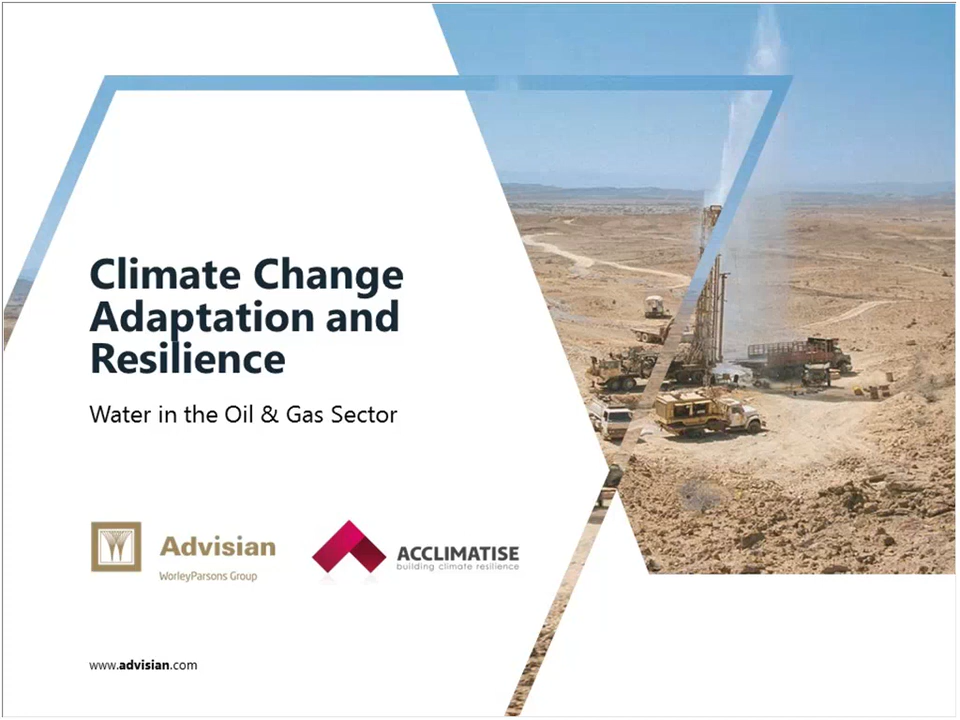 Climate Change
Adaptation and
Resilience
Water in the Oil & Gas Sector
Advisian
WorleyParsons Group
ACCLIMATISE
building climate resilience
www.advisian.com